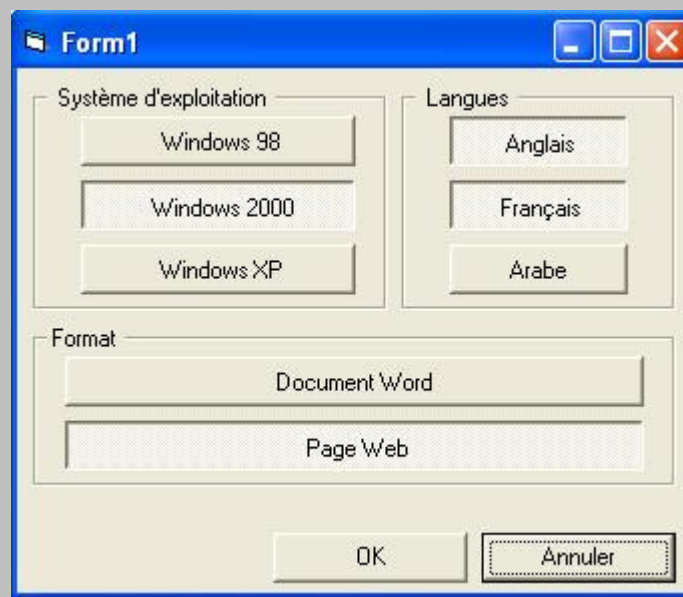 Form1
Système d'exploitation
Windows 98
Windows 2000
Windows XP
Langues
Anglais
Français
Arabe
Format
Document Word
Page Web
OK
Annuler